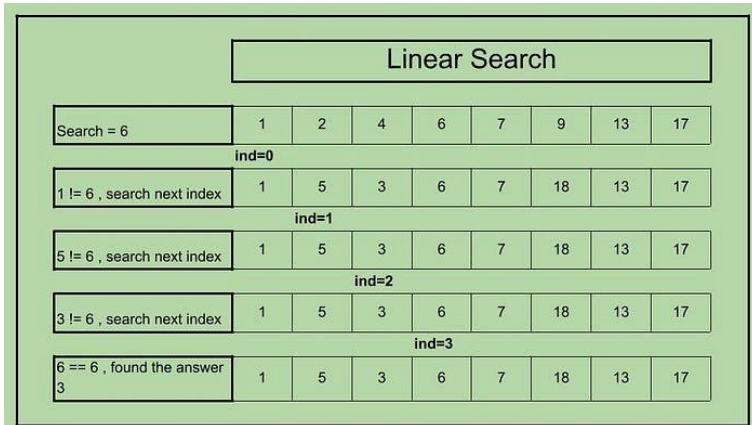 Linear Search
Search = 6 1 2 4 6 7 9 13 17
ind=0
1 != 6 , search next index 1 5 3 6 7 18 13 17
ind=1
5 != 6 , search next index 1 5 3 6 7 18 13 17
ind=2
3 != 6 , search next index 1 5 3 6 7 18 13 17
ind=3
6 == 6 , found the answer
3 1 5 3 6 7 18 13 17